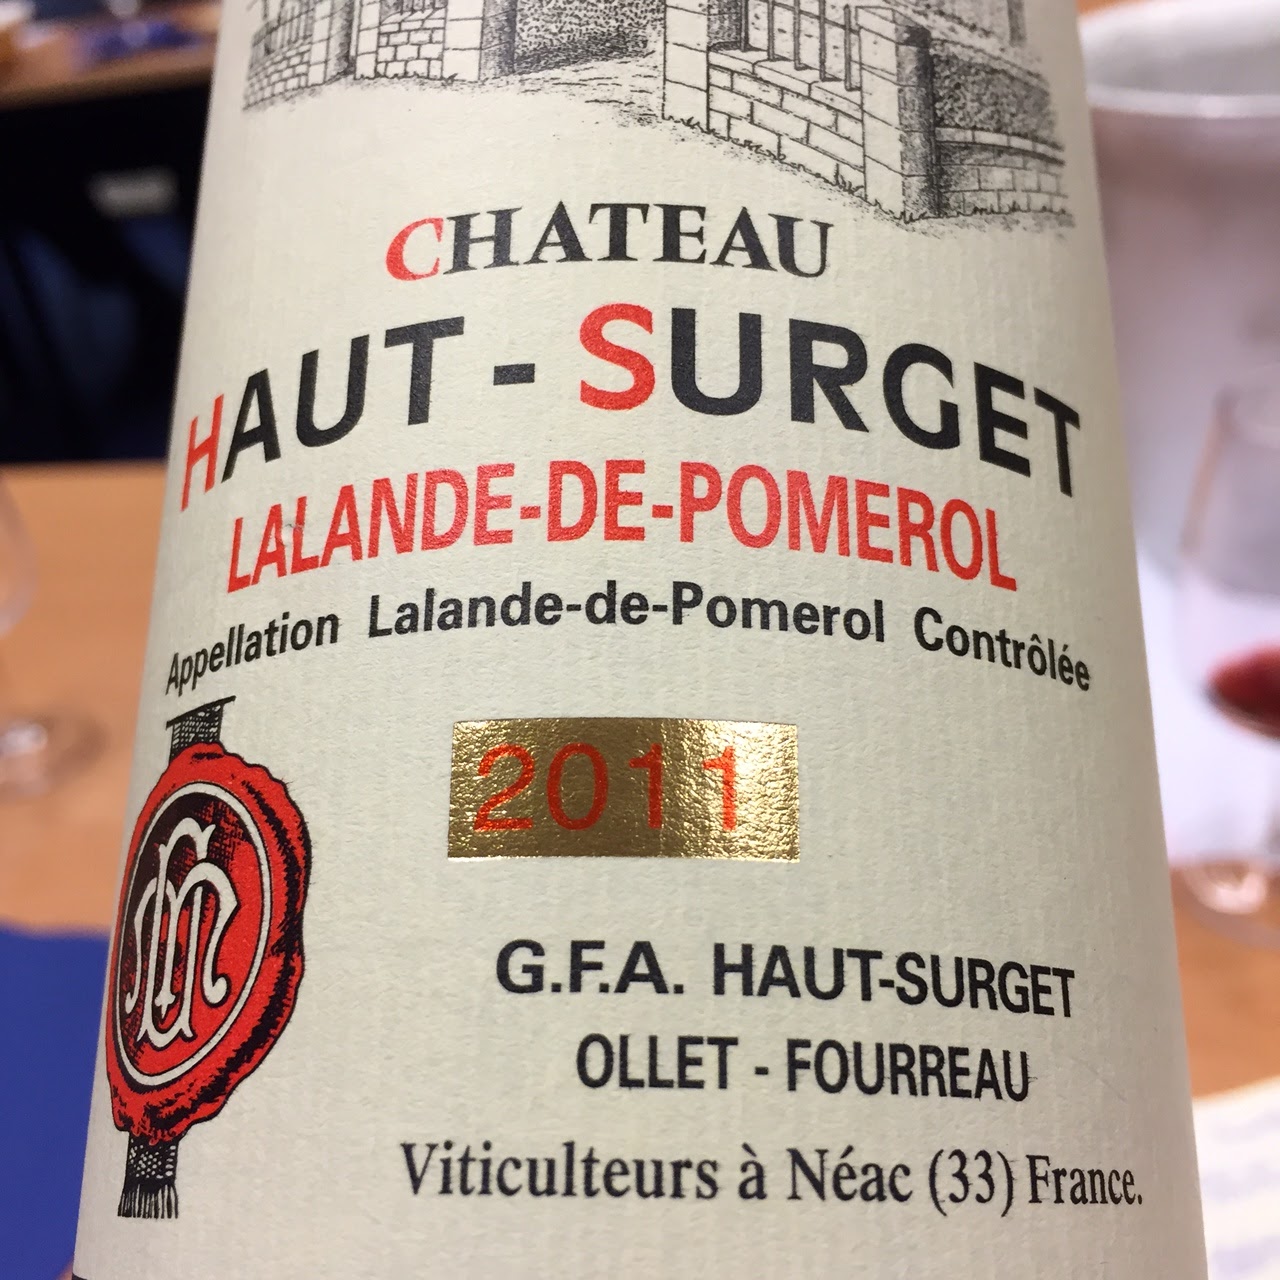 CHATEAU
HAUT - SURGET
LALANDE-DE-POMEROL
Appellation Lalande-de-Pomerol Contrôlée
2011
G.F.A. HAUT-SURGET
OLLET - FOURREAU
Viticulteurs à Néac (33) France.